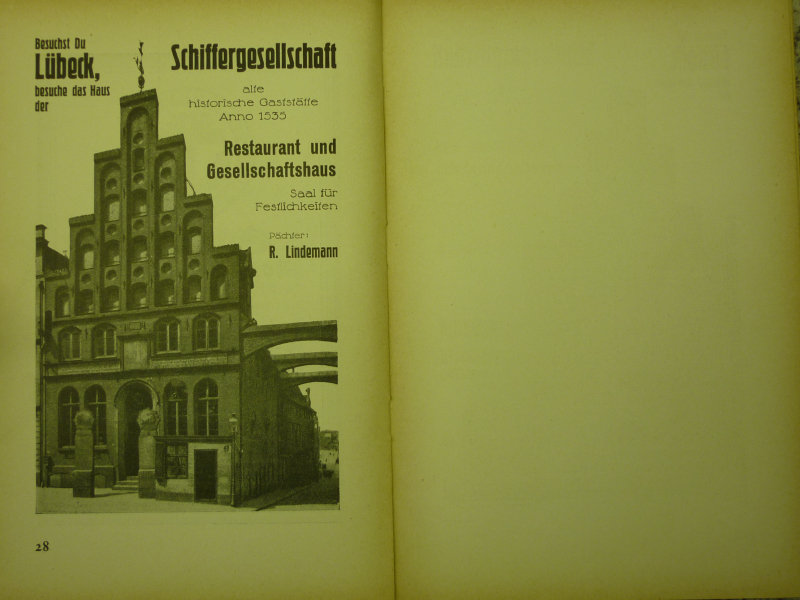 Besuchst Du
Lübeck,
besuche das Haus
der
Schiffergesellschaft
alte
historische Gaststätte
Anno 1535
Restaurant und
Gesellschaftshaus
Saal für
Festlichkeiten
Pächter:
R. Lindemann
28